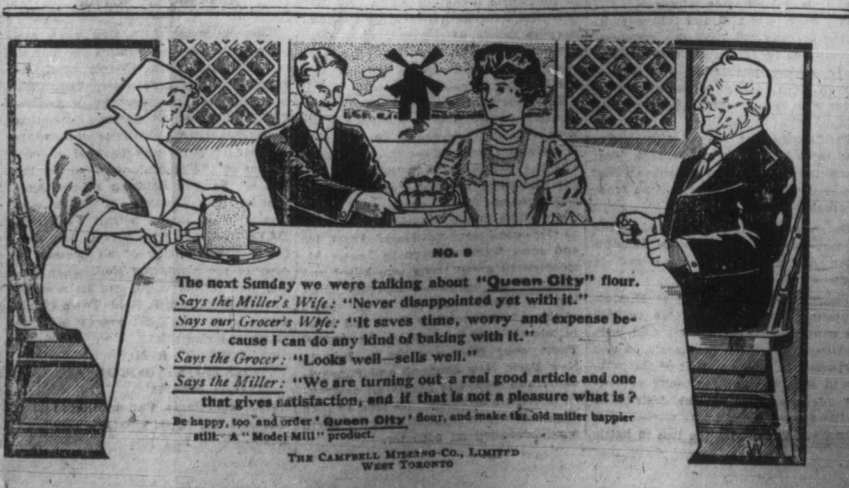 NO. 9
The next Sunday we were talking about "Queen City" flour.
Says the Miller's Wife: "Never disappointed yet with it."
Says our Grocer's Wife: "It saves time, worry and expense be-
cause I can do any kind of baking with it."
Says the Grocer: "Looks well—sells well."
Says the Miller: "We are turning out a real good article and one
that gives satisfaction, and if that is not a pleasure what is?
Be happy, too and order 'Queen City' flour, and make the old miller happier
still. A "Model Mill" product.
THE CAMPBELL MILLING CO., LIMITED
WEST TORONTO